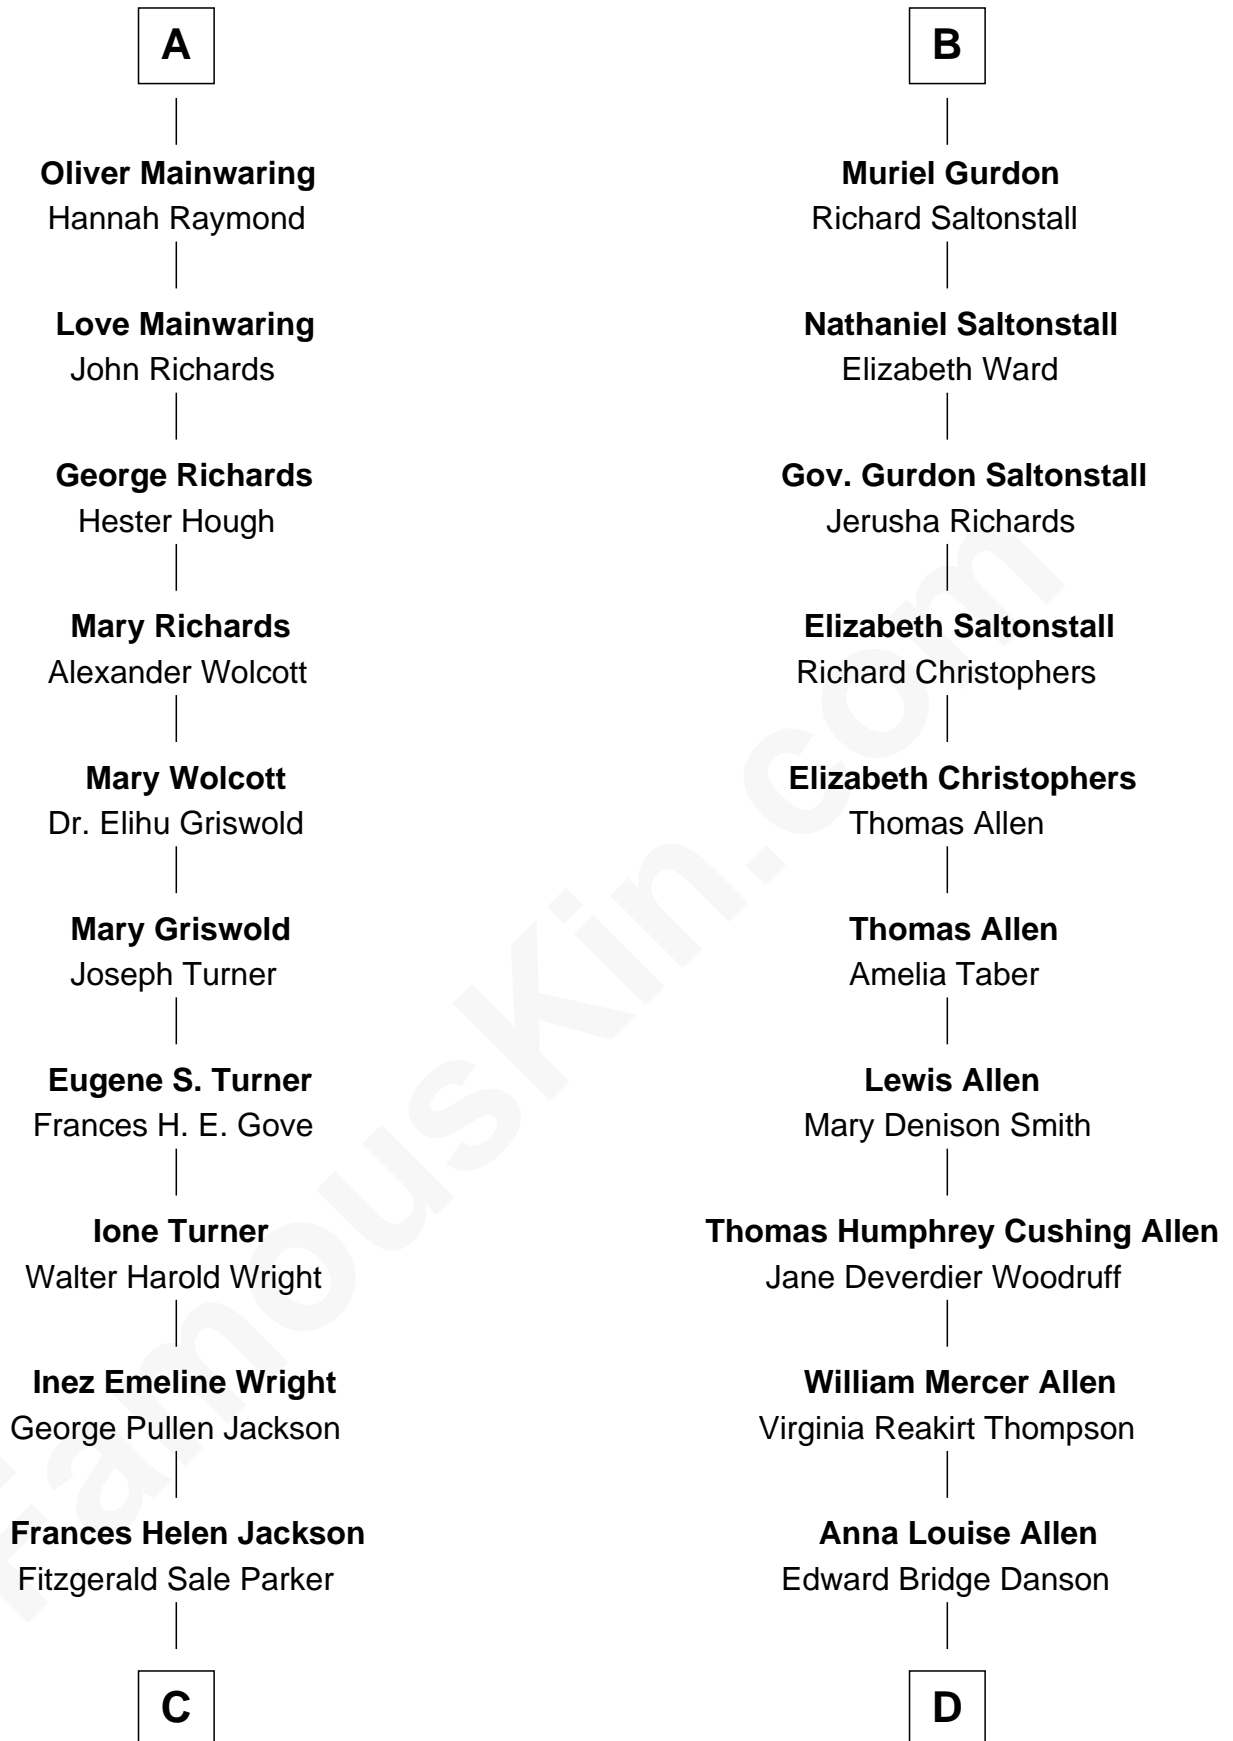 A
Oliver Mainwaring
Hannah Raymond
Love Mainwaring
John Richards
George Richards
Hester Hough
Mary Richards
Alexander Wolcott
Mary Wolcott
Dr. Elihu Griswold
Mary Griswold
Joseph Turner
Eugene S. Turner
Frances H. E. Gove
Ione Turner
Walter Harold Wright
Inez Emeline Wright
George Pullen Jackson
Frances Helen Jackson
Fitzgerald Sale Parker
C
B
Muriel Gurdon
Richard Saltonstall
Nathaniel Saltonstall
Elizabeth Ward
Gov. Gurdon Saltonstall
Jerusha Richards
Elizabeth Saltonstall
Richard Christophers
Elizabeth Christophers
Thomas Allen
Thomas Allen
Amelia Taber
Lewis Allen
Mary Denison Smith
Thomas Humphrey Cushing Allen
Jane Deverdier Woodruff
William Mercer Allen
Virginia Reakirt Thompson
Anna Louise Allen
Edward Bridge Danson
D
FamousKin.com